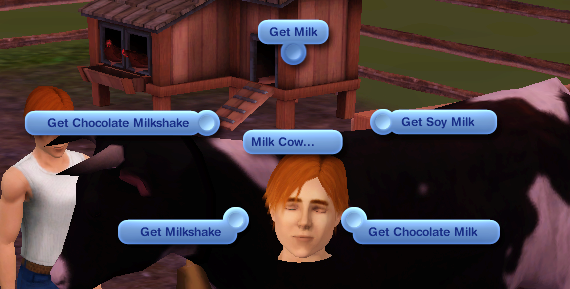 Get Milk
Get Chocolate Milkshake
Get Soy Milk
Milk Cow...
Get Milkshake
Get Chocolate Milk